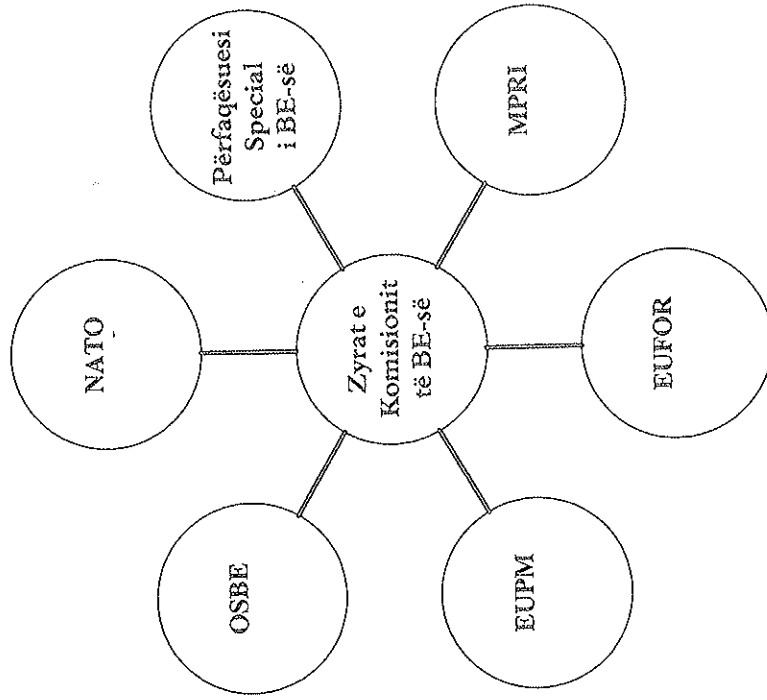 NATO
Përfaqësuesi
Special
i BE-së
OSBE
Zyrat e
Komisionit
të BE-së
MPRI
EUPM
EUFOR